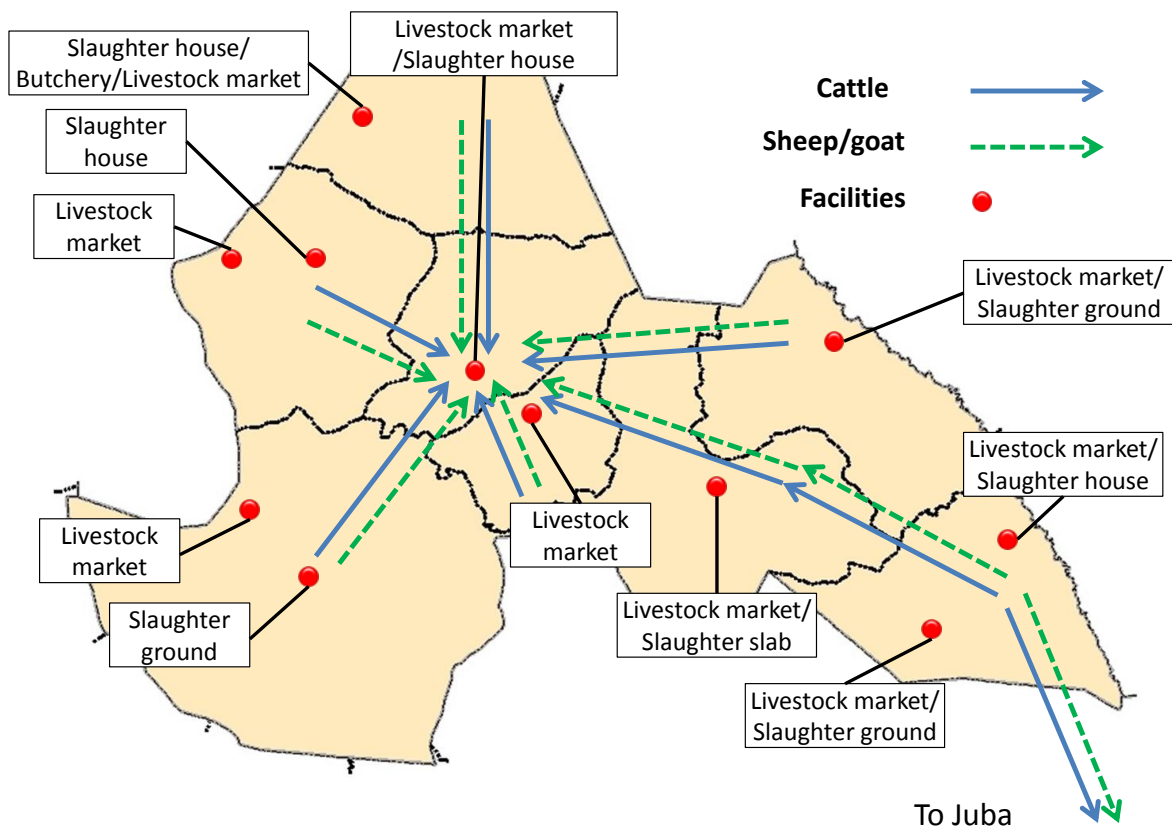 Livestock market
/Slaughter house
Slaughter house/
Butchery/Livestock market
Slaughter
house
Livestock
market
Cattle
Sheep/goat
Facilities
Livestock market/
Slaughter ground
Livestock market/
Slaughter house
Livestock
market
Livestock
market
Slaughter
ground
Livestock market/
Slaughter slab
Livestock market/
Slaughter ground
To Juba